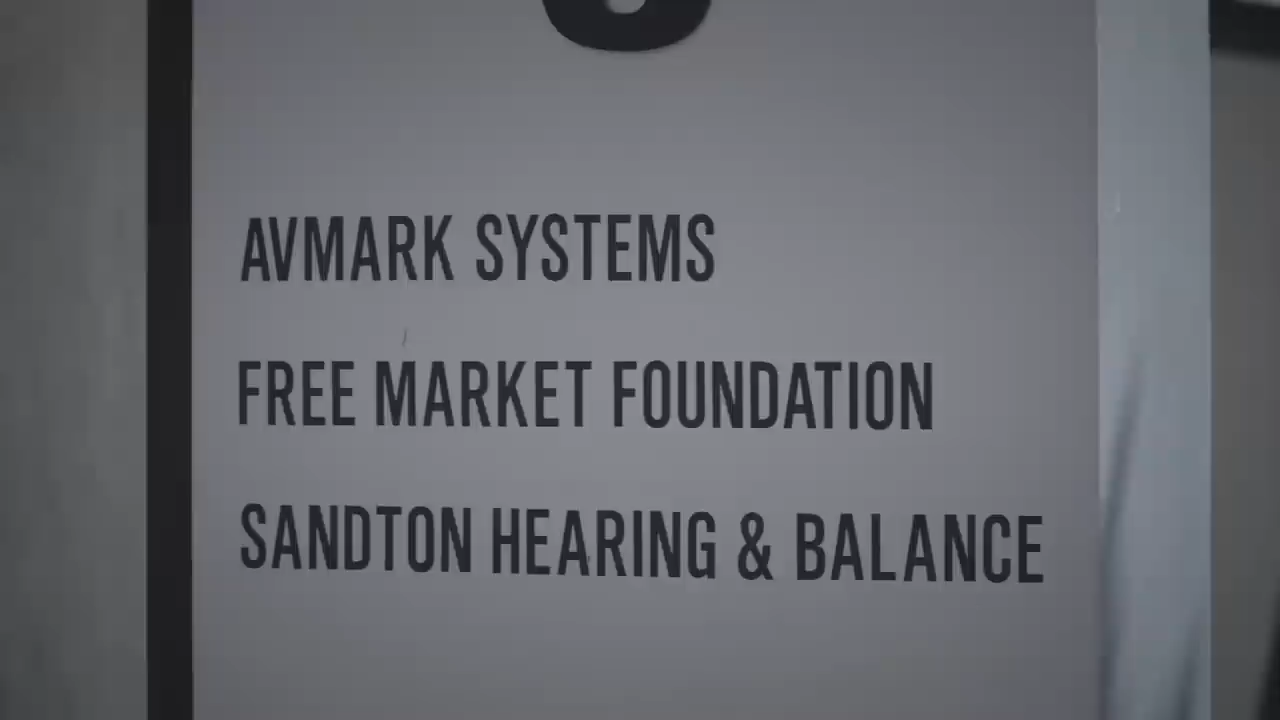 AVMARK SYSTEMS
FREE MARKET FOUNDATION
SANDTON HEARING & BALANCE